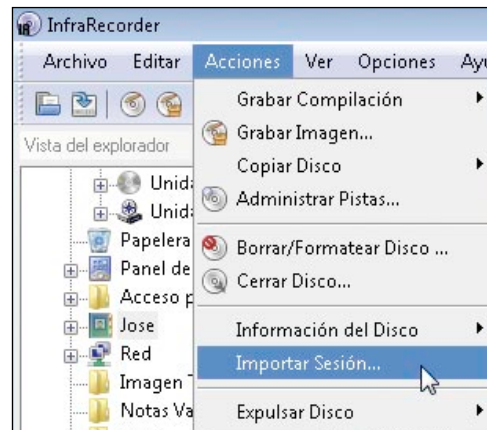 InfraRecorder
Archivo Editar Acciones Ver Opciones
Vista del explorador
Grabar Compilación
Grabar Imagen...
Copiar Disco
Administrar Pistas...
Borrar/Formatear Disco ...
Cerrar Disco...
Información del Disco
Importar Sesión...
Expulsar Disco
Papelera
Panel de
Acceso p
Jose
Red
Imagen
Notas Va